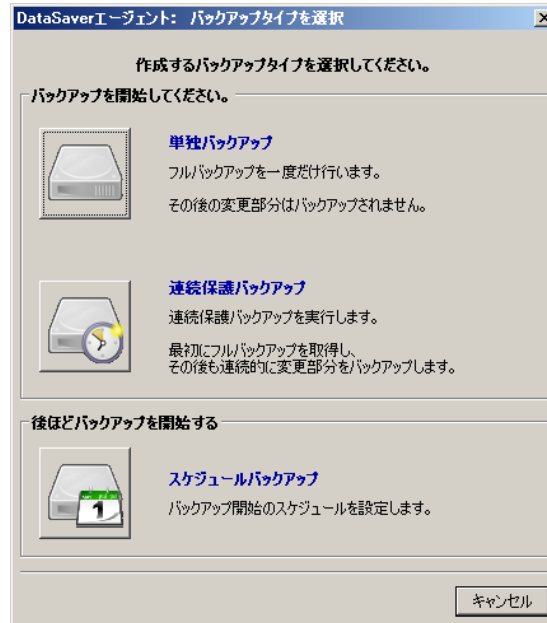 DataSaverエージェント: バックアップタイプを選択
作成するバックアップタイプを選択してください。
バックアップを開始してください。
単独バックアップ
フルバックアップを一度だけ行います。
その後の変更部分はバックアップされません。
連続保護バックアップ
連続保護バックアップを実行します。
最初にフルバックアップを取得し、
その後も連続的に変更部分をバックアップします。
後ほどバックアップを開始する
1
スケジュールバックアップ
バックアップ開始のスケジュールを設定します。
キャンセル